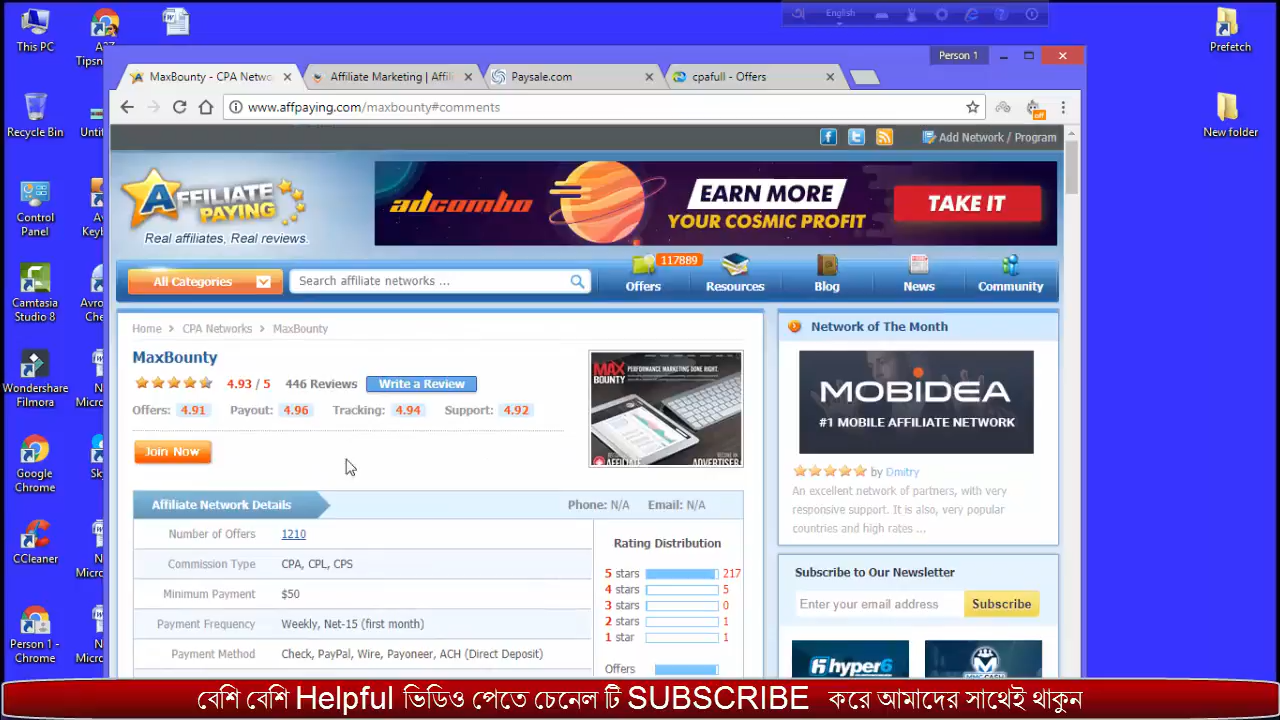 English
This PC
Recycle Bin
Control
Panel
Camtasia
Studio 8
Wondershare
Filmora
Google
Chrome
CCleaner
Person 1 -
Chrome
Prefetch
New folder
Person 1
MaxBounty - CPA Netwo
Affiliate Marketing | Affili
Paysale.com
cpafull - Offers
www.affpaying.com/maxbounty#comments
Add Network / Program
AFFILIATE
PAYING
Real affiliates, Real reviews.
adcombo
EARN MORE
YOUR COSMIC PROFIT
TAKE IT
All Categories
Search affiliate networks ...
117889
Offers
Resources
Blog
News
Community
Home > CPA Networks > MaxBounty
MaxBounty
4.93 / 5 446 Reviews Write a Review
Offers: 4.91 Payout: 4.96 Tracking: 4.94 Support: 4.92
Join Now
MAX
BOUNTY
PERFORMANCE MARKETING DONE RIGHT.
Affiliate Network Details
Phone: N/A Email: N/A
Number of Offers 1210
Commission Type CPA, CPL, CPS
Minimum Payment $50
Payment Frequency Weekly, Net-15 (first month)
Payment Method Check, PayPal, Wire, Payoneer, ACH (Direct Deposit)
Rating Distribution
5 stars 217
4 stars 5
3 stars 0
2 stars 1
1 star 1
Offers
Network of The Month
MOBIDEA
#1 MOBILE AFFILIATE NETWORK
by Dmitry
An excellent network of partners, with very
responsive support. It is also, very popular
countries and high rates ...
Subscribe to Our Newsletter
Enter your email address
Subscribe
hyper6
বেশি বেশি Helpful ভিডিও পেতে চেনেল টি SUBSCRIBE করে আমাদের সাথেই থাকুন